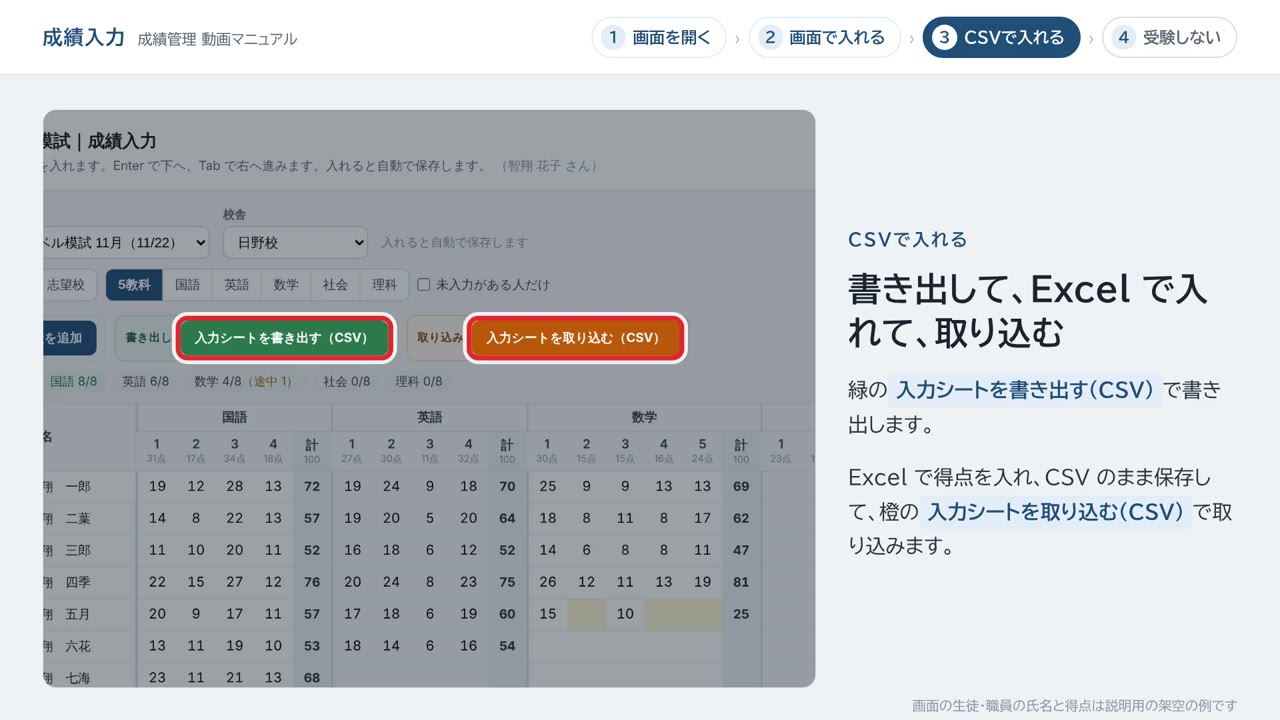 成績入力 成績管理 動画マニュアル
1 画面を開く › 2 画面で入れる › 3 CSVで入れる › 4 受験しない
模試｜成績入力
を入れます。Enter で下へ、Tab で右へ進みます。入れると自動で保存します。 （智翔 花子 さん）
校舎
ベル模試 11月（11/22） 日野校 入れると自動で保存します
志望校 5教科 国語 英語 数学 社会 理科 未入力がある人だけ
を追加 書き出し 入力シートを書き出す（CSV） 取り込み 入力シートを取り込む（CSV）
国語 8/8 英語 6/8 数学 4/8（途中 1） 社会 0/8 理科 0/8
国語 英語 数学
名 1 2 3 4 計 1 2 3 4 計 1 2 3 4 5 計 1
31点 17点 34点 18点 100 27点 30点 11点 32点 100 30点 15点 15点 16点 24点 100 23点
翔 一郎 19 12 28 13 72 19 24 9 18 70 25 9 9 13 13 69
翔 二葉 14 8 22 13 57 19 20 5 20 64 18 8 11 8 17 62
翔 三郎 11 10 20 11 52 16 18 6 12 52 14 6 8 8 11 47
翔 四季 22 15 27 12 76 20 24 8 23 75 26 12 11 13 19 81
翔 五月 20 9 17 11 57 17 18 6 19 60 15 10 25
翔 六花 13 11 19 10 53 18 14 6 16 54
翔 七海 23 11 21 13 68
CSVで入れる
書き出して、Excel で入
れて、取り込む
緑の 入力シートを書き出す（CSV） で書き
出します。
Excel で得点を入れ、CSV のまま保存し
て、橙の 入力シートを取り込む（CSV） で取
り込みます。
画面の生徒・職員の氏名と得点は説明用の架空の例です